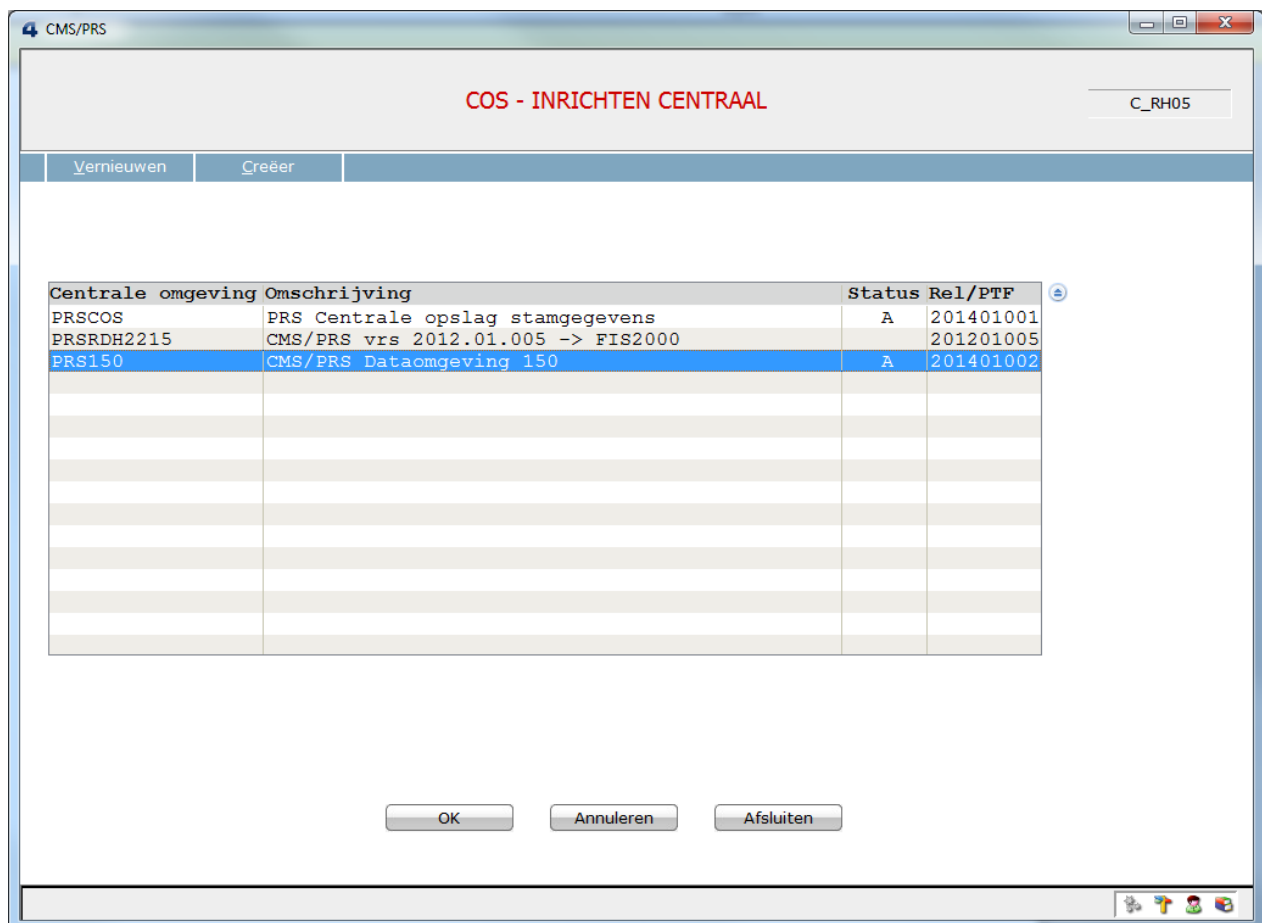 4 CMS/PRS
COS - INRICHTEN CENTRAAL
C_RH05
Vernieuwen Creëer
Centrale omgeving Omschrijving Status Rel/PTF
PRSCOS PRS Centrale opslag stamgegevens A 201401001
PRSRDH2215 CMS/PRS vrs 2012.01.005 -> FIS2000 201201005
PRS150 CMS/PRS Dataomgeving 150 A 201401002
OK Annuleren Afsluiten